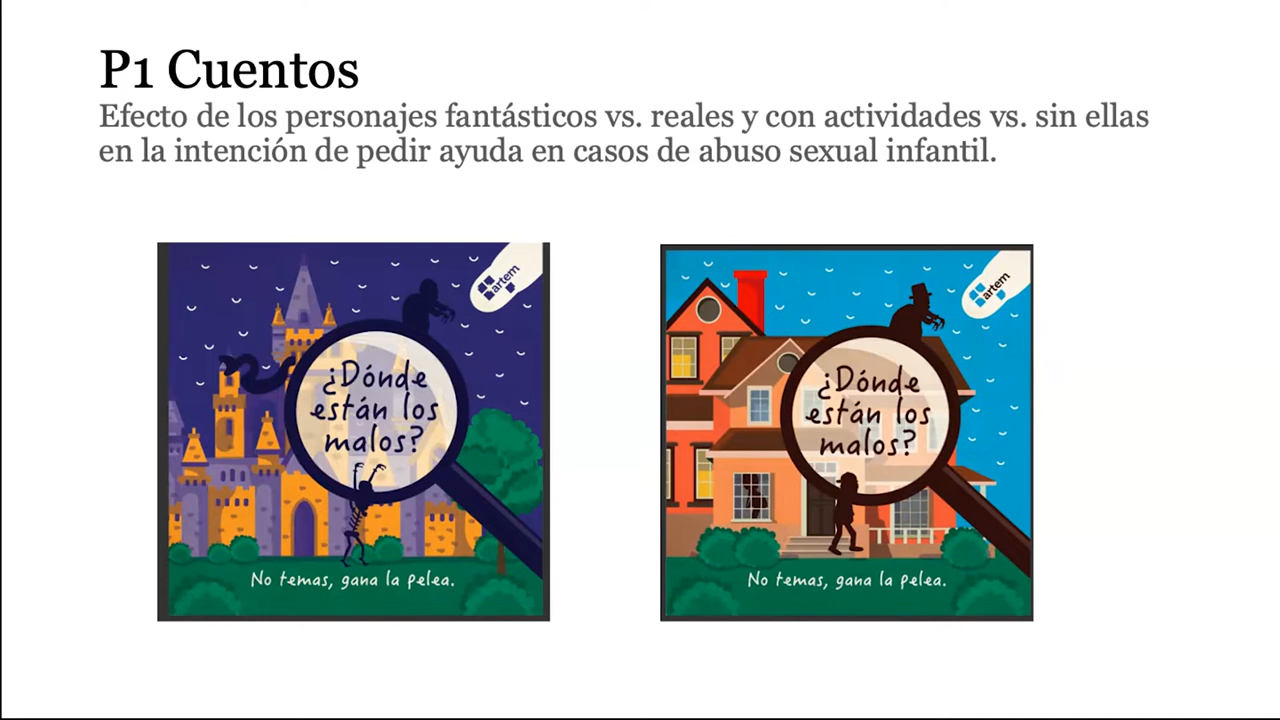 P1 Cuentos
Efecto de los personajes fantásticos vs. reales y con actividades vs. sin ellas
en la intención de pedir ayuda en casos de abuso sexual infantil.
artem
¿Dónde
están los
malos?
No temas, gana la pelea.
artem
¿Dónde
están los
malos?
No temas, gana la pelea.